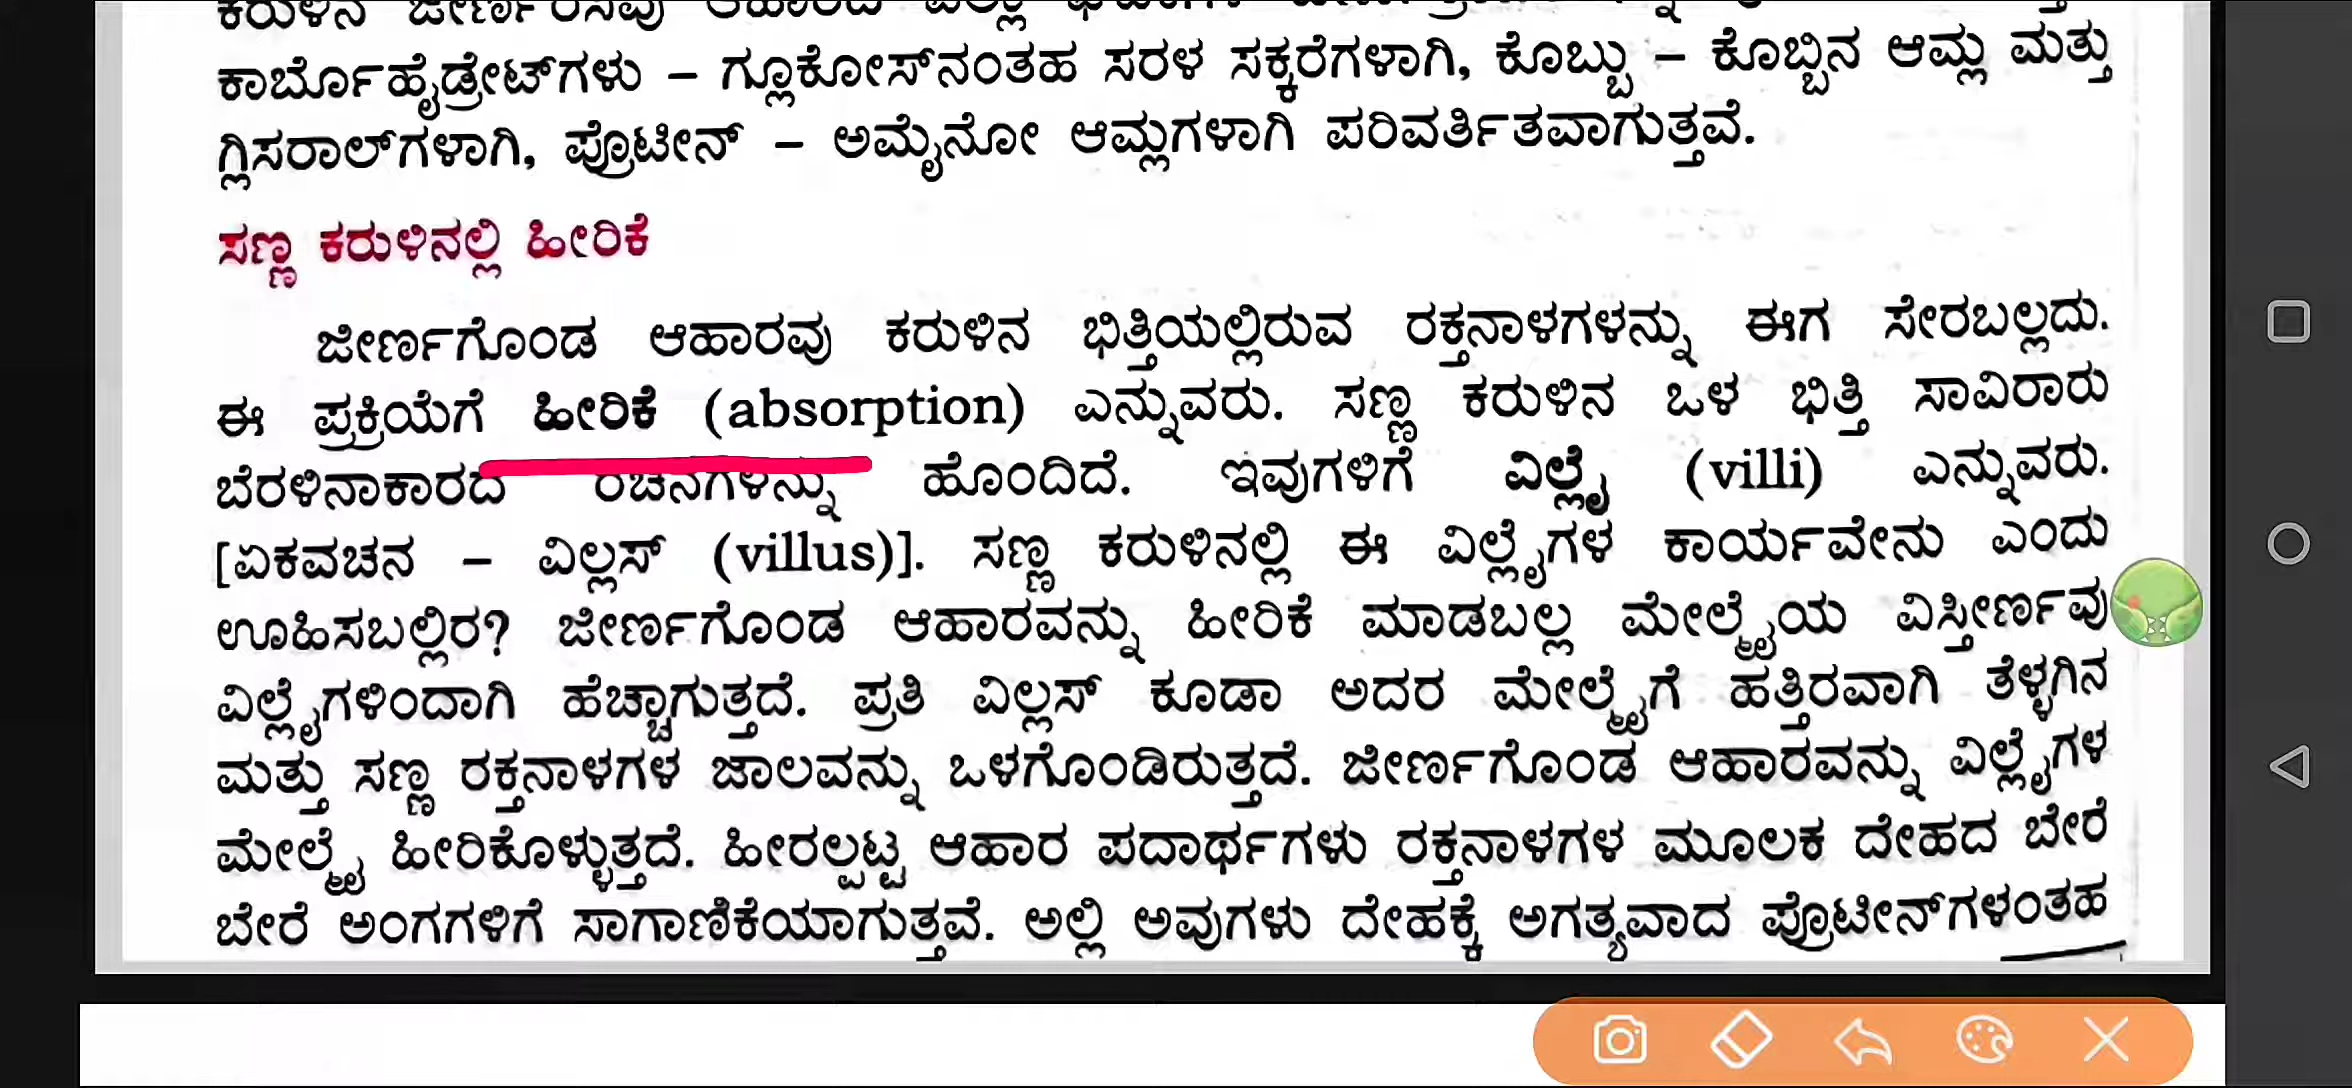 ಕರುಳಿನ ಜೀರ್ಣರಸವು ಆಹಾರದ ಎಲ್ಲಾ
ಕಾರ್ಬೊಹೈಡ್ರೇಟ್‌ಗಳು – ಗ್ಲೂಕೋಸ್‌ನಂತಹ ಸರಳ ಸಕ್ಕರೆಗಳಾಗಿ, ಕೊಬ್ಬು – ಕೊಬ್ಬಿನ ಆಮ್ಲ ಮತ್ತು
ಗ್ಲಿಸರಾಲ್‌ಗಳಾಗಿ, ಪ್ರೊಟೀನ್ – ಅಮೈನೋ ಆಮ್ಲಗಳಾಗಿ ಪರಿವರ್ತಿತವಾಗುತ್ತವೆ.
ಸಣ್ಣ ಕರುಳಿನಲ್ಲಿ ಹೀರಿಕೆ
ಜೀರ್ಣಗೊಂಡ ಆಹಾರವು ಕರುಳಿನ ಭಿತ್ತಿಯಲ್ಲಿರುವ ರಕ್ತನಾಳಗಳನ್ನು ಈಗ ಸೇರಬಲ್ಲದು.
ಈ ಪ್ರಕ್ರಿಯೆಗೆ ಹೀರಿಕೆ (absorption) ಎನ್ನುವರು. ಸಣ್ಣ ಕರುಳಿನ ಒಳ ಭಿತ್ತಿ ಸಾವಿರಾರು
ಬೆರಳಿನಾಕಾರದ ರಚನೆಗಳನ್ನು ಹೊಂದಿದೆ. ಇವುಗಳಿಗೆ ವಿಲ್ಲೈ (villi) ಎನ್ನುವರು.
[ಏಕವಚನ – ವಿಲ್ಲಸ್ (villus)]. ಸಣ್ಣ ಕರುಳಿನಲ್ಲಿ ಈ ವಿಲ್ಲೈಗಳ ಕಾರ್ಯವೇನು ಎಂದು
ಊಹಿಸಬಲ್ಲಿರ? ಜೀರ್ಣಗೊಂಡ ಆಹಾರವನ್ನು ಹೀರಿಕೆ ಮಾಡಬಲ್ಲ ಮೇಲ್ಮೈಯ ವಿಸ್ತೀರ್ಣವು
ವಿಲ್ಲೈಗಳಿಂದಾಗಿ ಹೆಚ್ಚಾಗುತ್ತದೆ. ಪ್ರತಿ ವಿಲ್ಲಸ್ ಕೂಡಾ ಅದರ ಮೇಲ್ಮೈಗೆ ಹತ್ತಿರವಾಗಿ ತೆಳ್ಳಗಿನ
ಮತ್ತು ಸಣ್ಣ ರಕ್ತನಾಳಗಳ ಜಾಲವನ್ನು ಒಳಗೊಂಡಿರುತ್ತದೆ. ಜೀರ್ಣಗೊಂಡ ಆಹಾರವನ್ನು ವಿಲ್ಲೈಗಳ
ಮೇಲ್ಮೈ ಹೀರಿಕೊಳ್ಳುತ್ತದೆ. ಹೀರಲ್ಪಟ್ಟ ಆಹಾರ ಪದಾರ್ಥಗಳು ರಕ್ತನಾಳಗಳ ಮೂಲಕ ದೇಹದ ಬೇರೆ
ಬೇರೆ ಅಂಗಗಳಿಗೆ ಸಾಗಾಣಿಕೆಯಾಗುತ್ತವೆ. ಅಲ್ಲಿ ಅವುಗಳು ದೇಹಕ್ಕೆ ಅಗತ್ಯವಾದ ಪ್ರೊಟೀನ್‌ಗಳಂತಹ